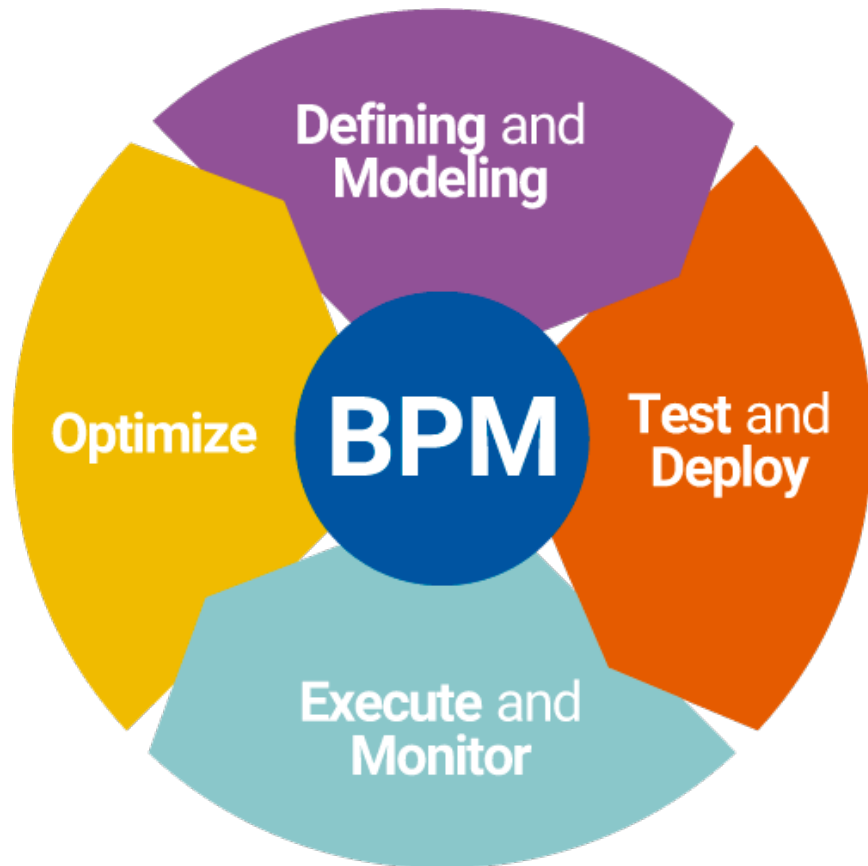 Defining and
Modeling
Test and
Deploy
Execute and
Monitor
Optimize
BPM